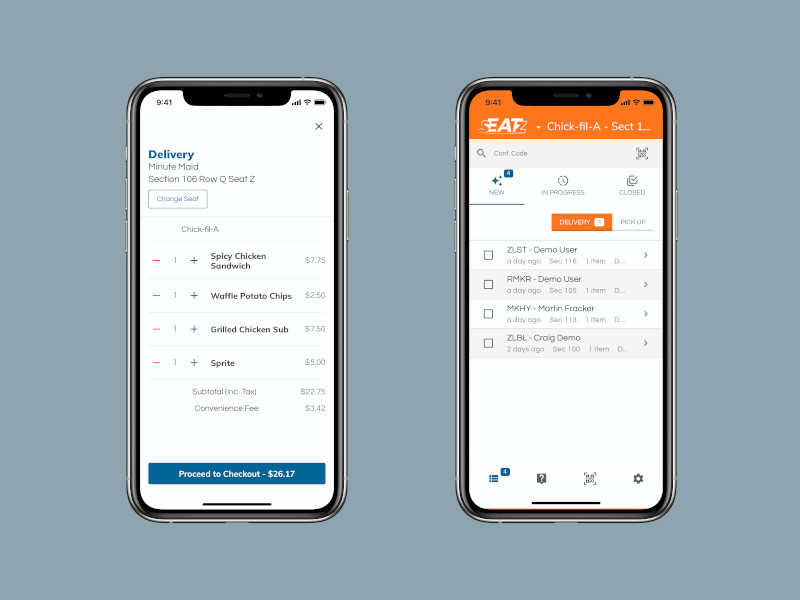 9:41
Delivery
Minute Maid
Section 106 Row Q Seat Z
Change Seat
Chick-fil-A
1 Spicy Chicken Sandwich $7.75
1 Waffle Potato Chips $2.50
1 Grilled Chicken Sub $7.50
1 Sprite $5.00
Subtotal (Inc. Tax) $22.75
Convenience Fee $3.42
Proceed to Checkout - $26.17
9:41
sEATz Chick-fil-A - Sect 1...
Conf. Code
4
NEW IN PROGRESS CLOSED
DELIVERY 4 PICK UP
ZLST - Demo User
a day ago Sec 116 1 item D...
RMKR - Demo User
a day ago Sec 105 1 item D...
MKHY - Martin Fracker
a day ago Sec 113 1 item D...
ZLBL - Craig Demo
2 days ago Sec 100 1 item D...
4